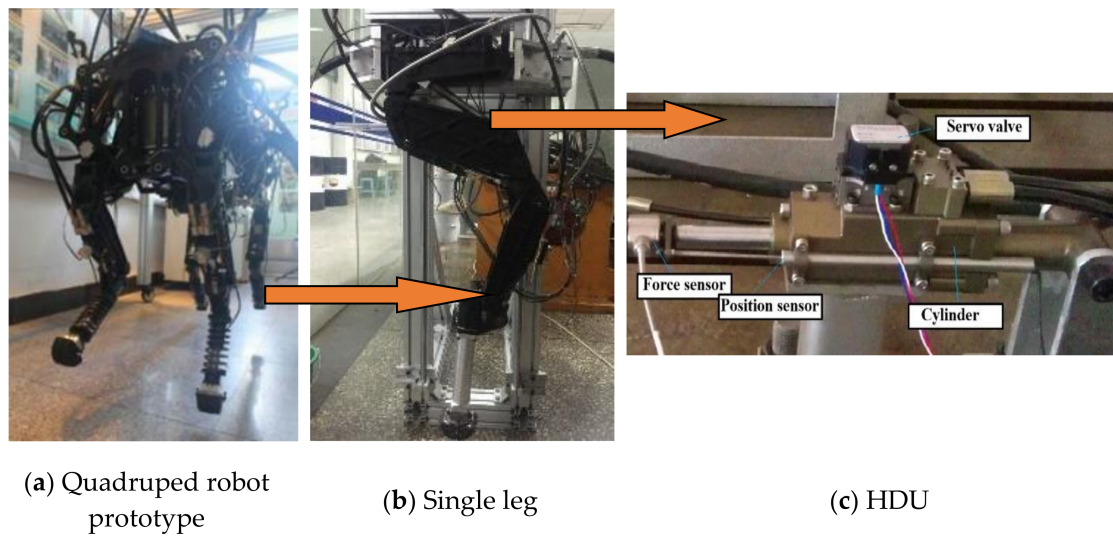 Servo valve
Force sensor
Position sensor
Cylinder
(a) Quadruped robot
prototype
(b) Single leg
(c) HDU